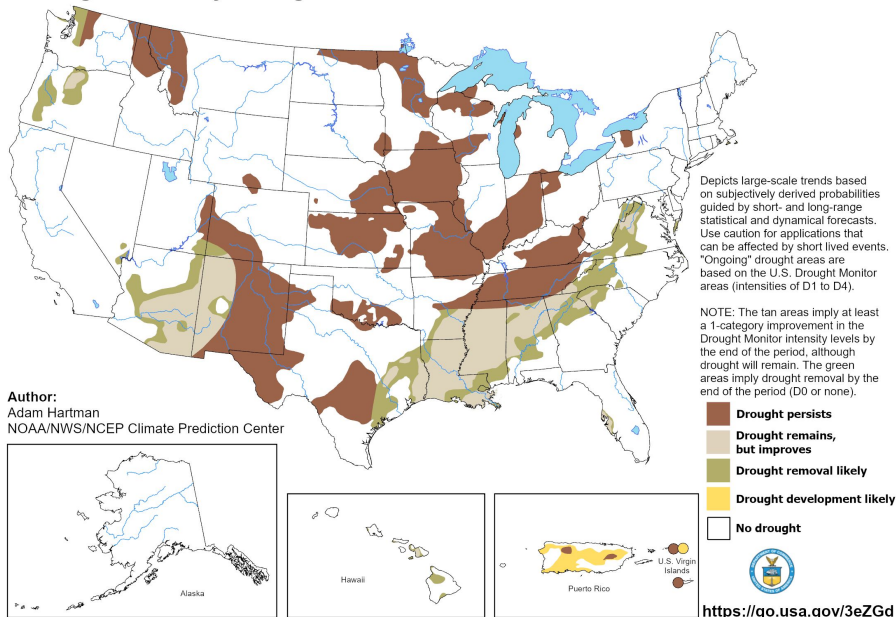 Depicts large-scale trends based
on subjectively derived probabilities
guided by short- and long-range
statistical and dynamical forecasts.
Use caution for applications that
can be affected by short lived events.
"Ongoing" drought areas are
based on the U.S. Drought Monitor
areas (intensities of D1 to D4).
NOTE: The tan areas imply at least
a 1-category improvement in the
Drought Monitor intensity levels by
the end of the period, although
drought will remain. The green
areas imply drought removal by the
end of the period (D0 or none).
Author:
Adam Hartman
NOAA/NWS/NCEP Climate Prediction Center
Drought persists
Drought remains,
but improves
Drought removal likely
Drought development likely
No drought
Alaska
Hawaii
Puerto Rico
U.S. Virgin
Islands
https://go.usa.gov/3eZGd